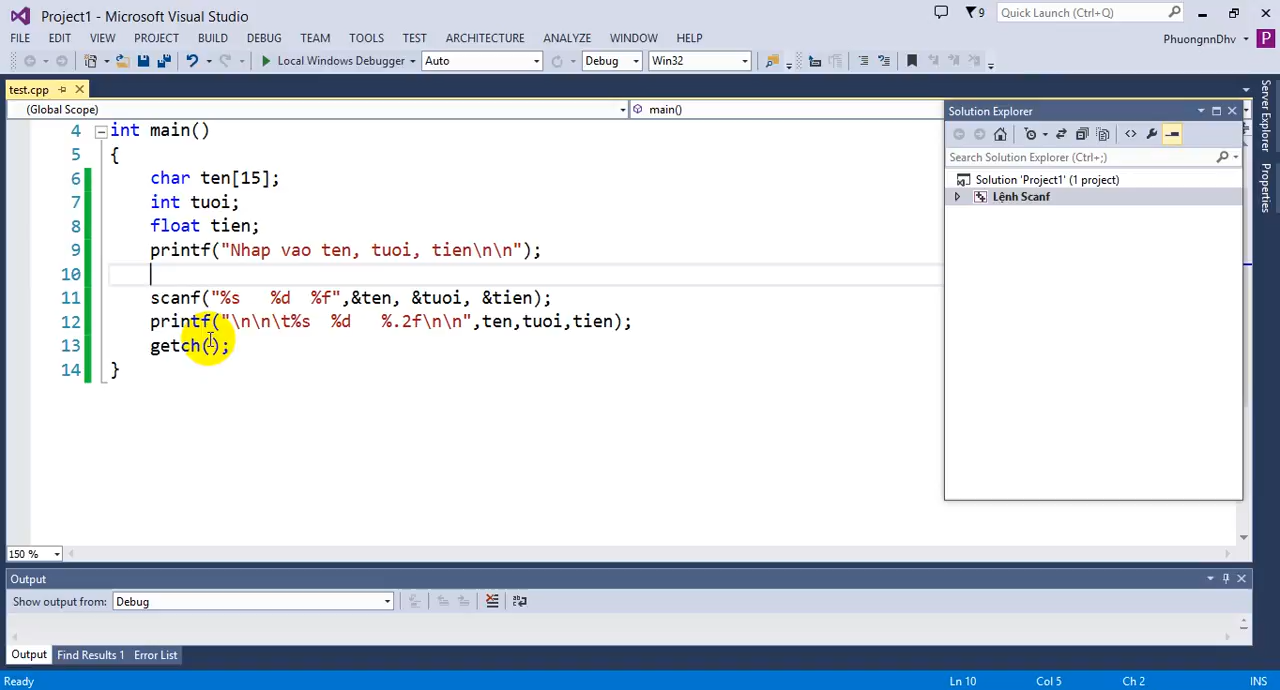 Project1 - Microsoft Visual Studio
9
Quick Launch (Ctrl+Q)
FILE EDIT VIEW PROJECT BUILD DEBUG TEAM TOOLS TEST ARCHITECTURE ANALYZE WINDOW HELP
PhuongnnDhv
P
Local Windows Debugger Auto Debug Win32
test.cpp
(Global Scope) main()
Solution Explorer
Search Solution Explorer (Ctrl+;)
Solution 'Project1' (1 project)
Lệnh Scanf
Server Explorer
Properties
4 int main()
5 {
6 char ten[15];
7 int tuoi;
8 float tien;
9 printf("Nhap vao ten, tuoi, tien\n\n");
10
11 scanf("%s   %d  %f",&ten, &tuoi, &tien);
12 printf("\n\n\t%s  %d   %.2f\n\n",ten,tuoi,tien);
13 getch();
14 }
150 %
Output
Show output from: Debug
Output Find Results 1 Error List
Ready Ln 10 Col 5 Ch 2 INS